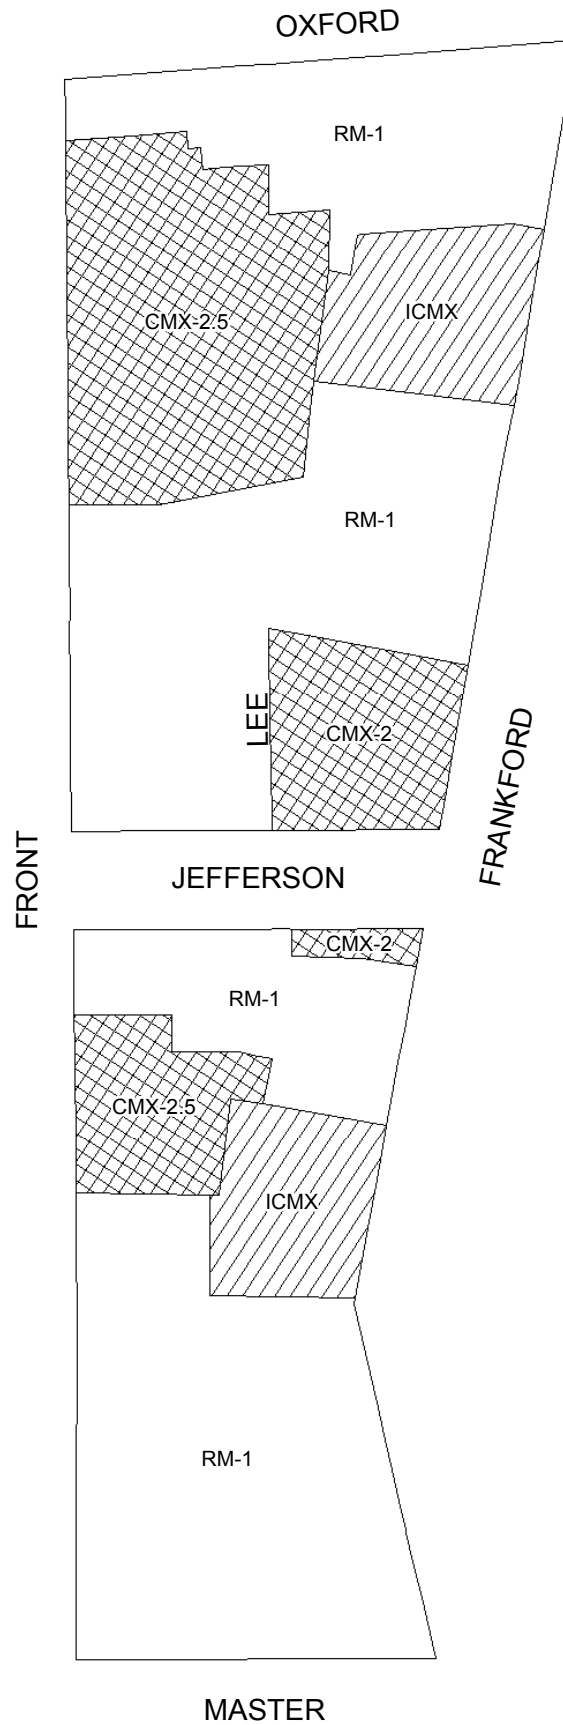 OXFORD
RM-1
ICMX
CMX-2.5
RM-1
LEE
CMX-2
FRANKFORD
FRONT
JEFFERSON
CMX-2
RM-1
CMX-2.5
ICMX
RM-1
MASTER